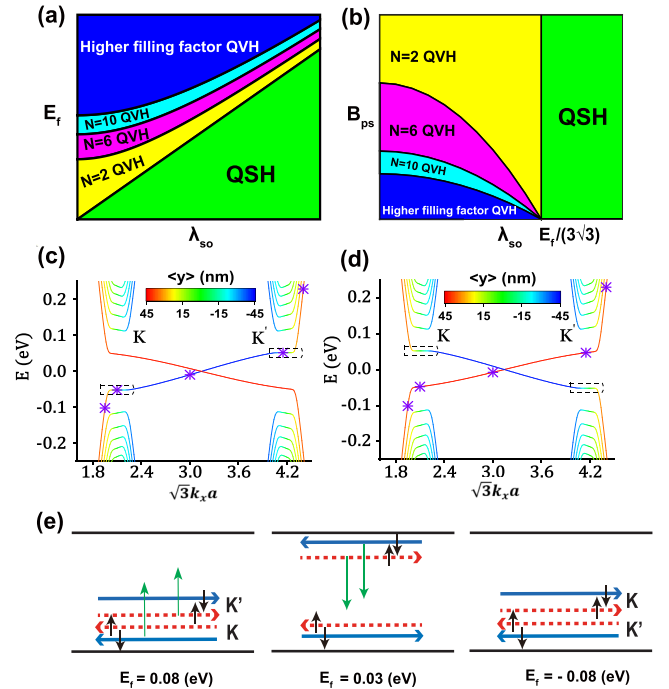 (a)
Higher filling factor QVH
N=10 QVH
N=6 QVH
N=2 QVH
QSH
E_f
λ_so
(b)
N=2 QVH
N=6 QVH
N=10 QVH
Higher filling factor QVH
QSH
B_ps
λ_so E_f/(3√3)
(c)
<y> (nm)
45 15 -15 -45
K K'
E (eV)
0.2
0.1
0.0
-0.1
-0.2
1.8 2.4 3.0 3.6 4.2
√3k_x a
(d)
<y> (nm)
45 15 -15 -45
K K'
E (eV)
0.2
0.1
0.0
-0.1
-0.2
1.8 2.4 3.0 3.6 4.2
√3k_x a
(e)
K'
K
E_f = 0.08 (eV)
E_f = 0.03 (eV)
K
K'
E_f = - 0.08 (eV)